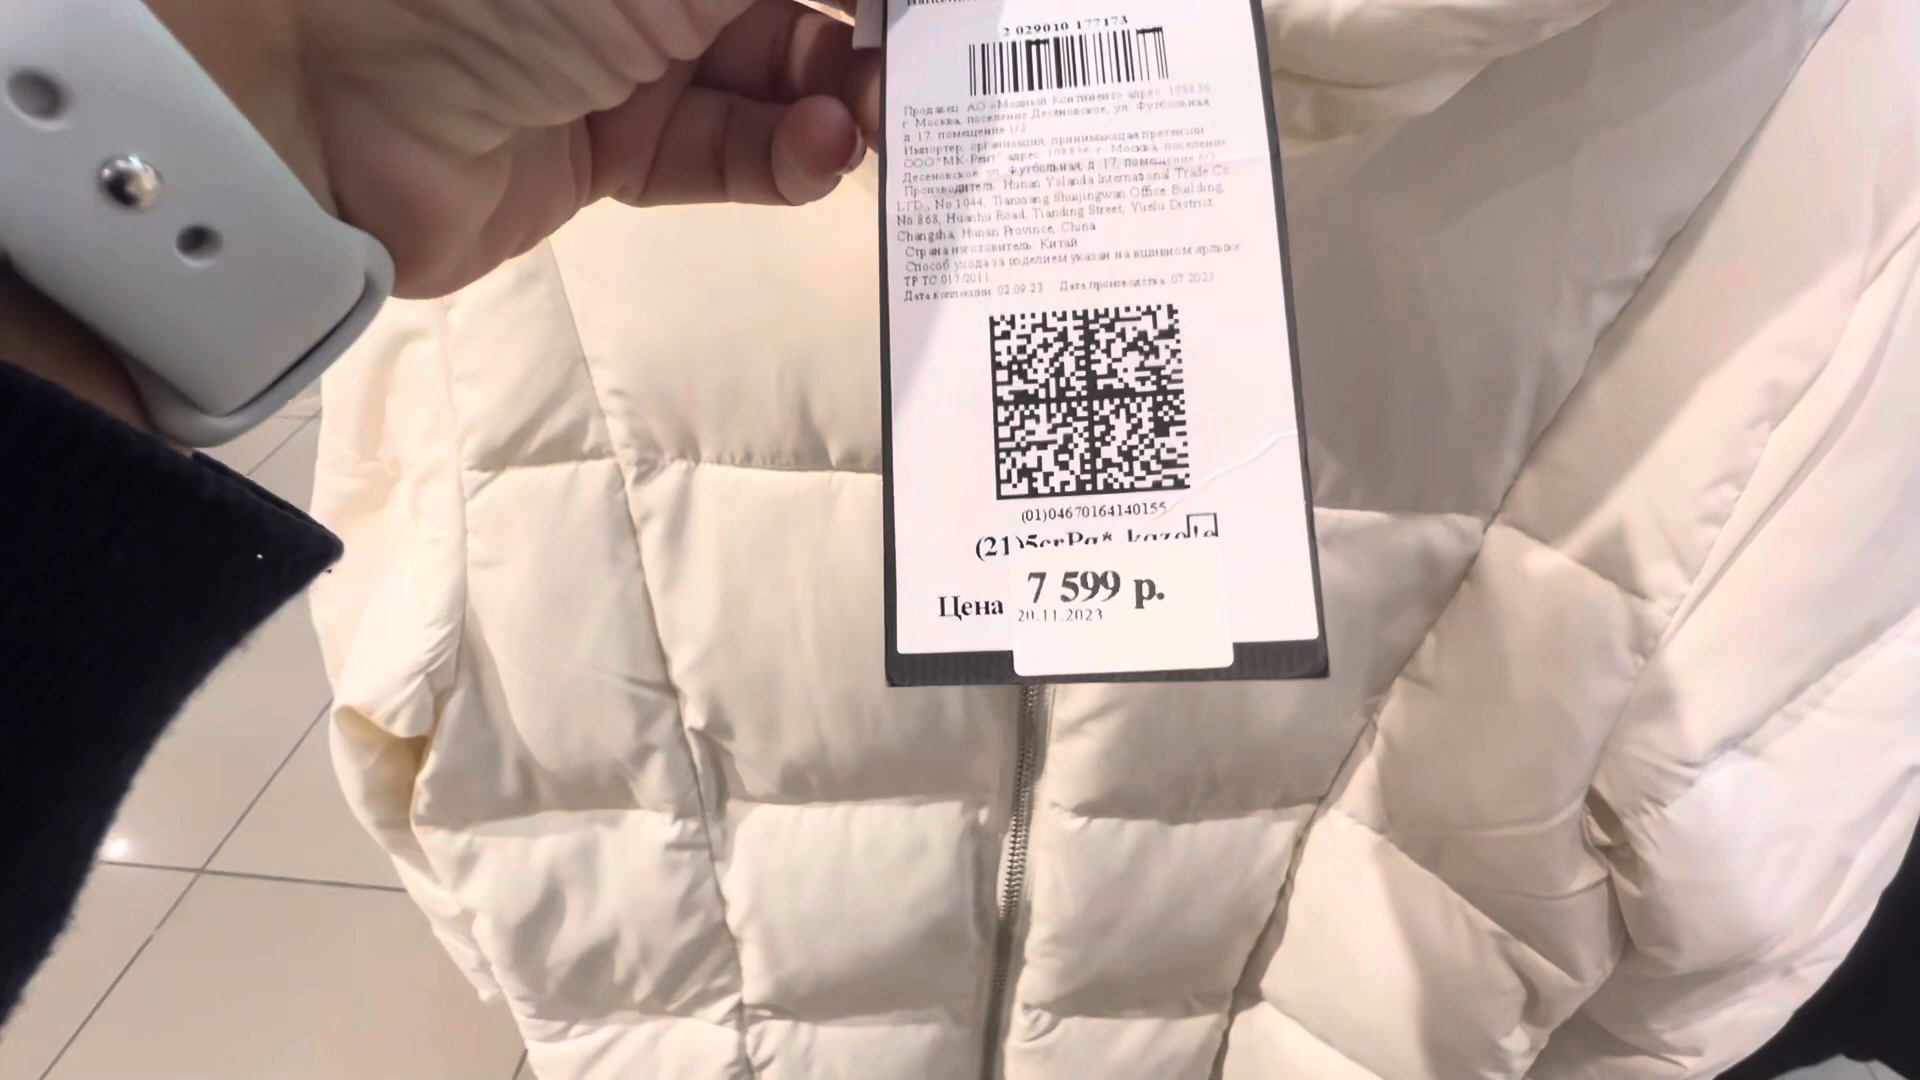 2 029010 177173
Продавец: АО «Модный Континент» адрес: 108836,
г. Москва, поселение Десеновское, ул. Футбольная,
д. 17, помещение 1/2
Импортер, организация, принимающая претензии
ООО "МК-Рент" адрес: 108836, г. Москва, поселение
Десеновское, ул. Футбольная, д. 17, помещение 6/2
Производитель: Hunan Yolanda International Trade Co
LTD., No.1044, Tianxiang Shuijingwan Office Building,
No.868, Huanhu Road, Tianding Street, Yuelu District,
Changsha, Hunan Province, China
Страна изготовитель: Китай
Способ ухода за изделием указан на вшивном ярлыке
ТР ТС 017/2011
Дата коллекции: 02.09.23 Дата производства: 07.2023
(01)04670164140155
(21)
Цена 7 599 р.
20.11.2023